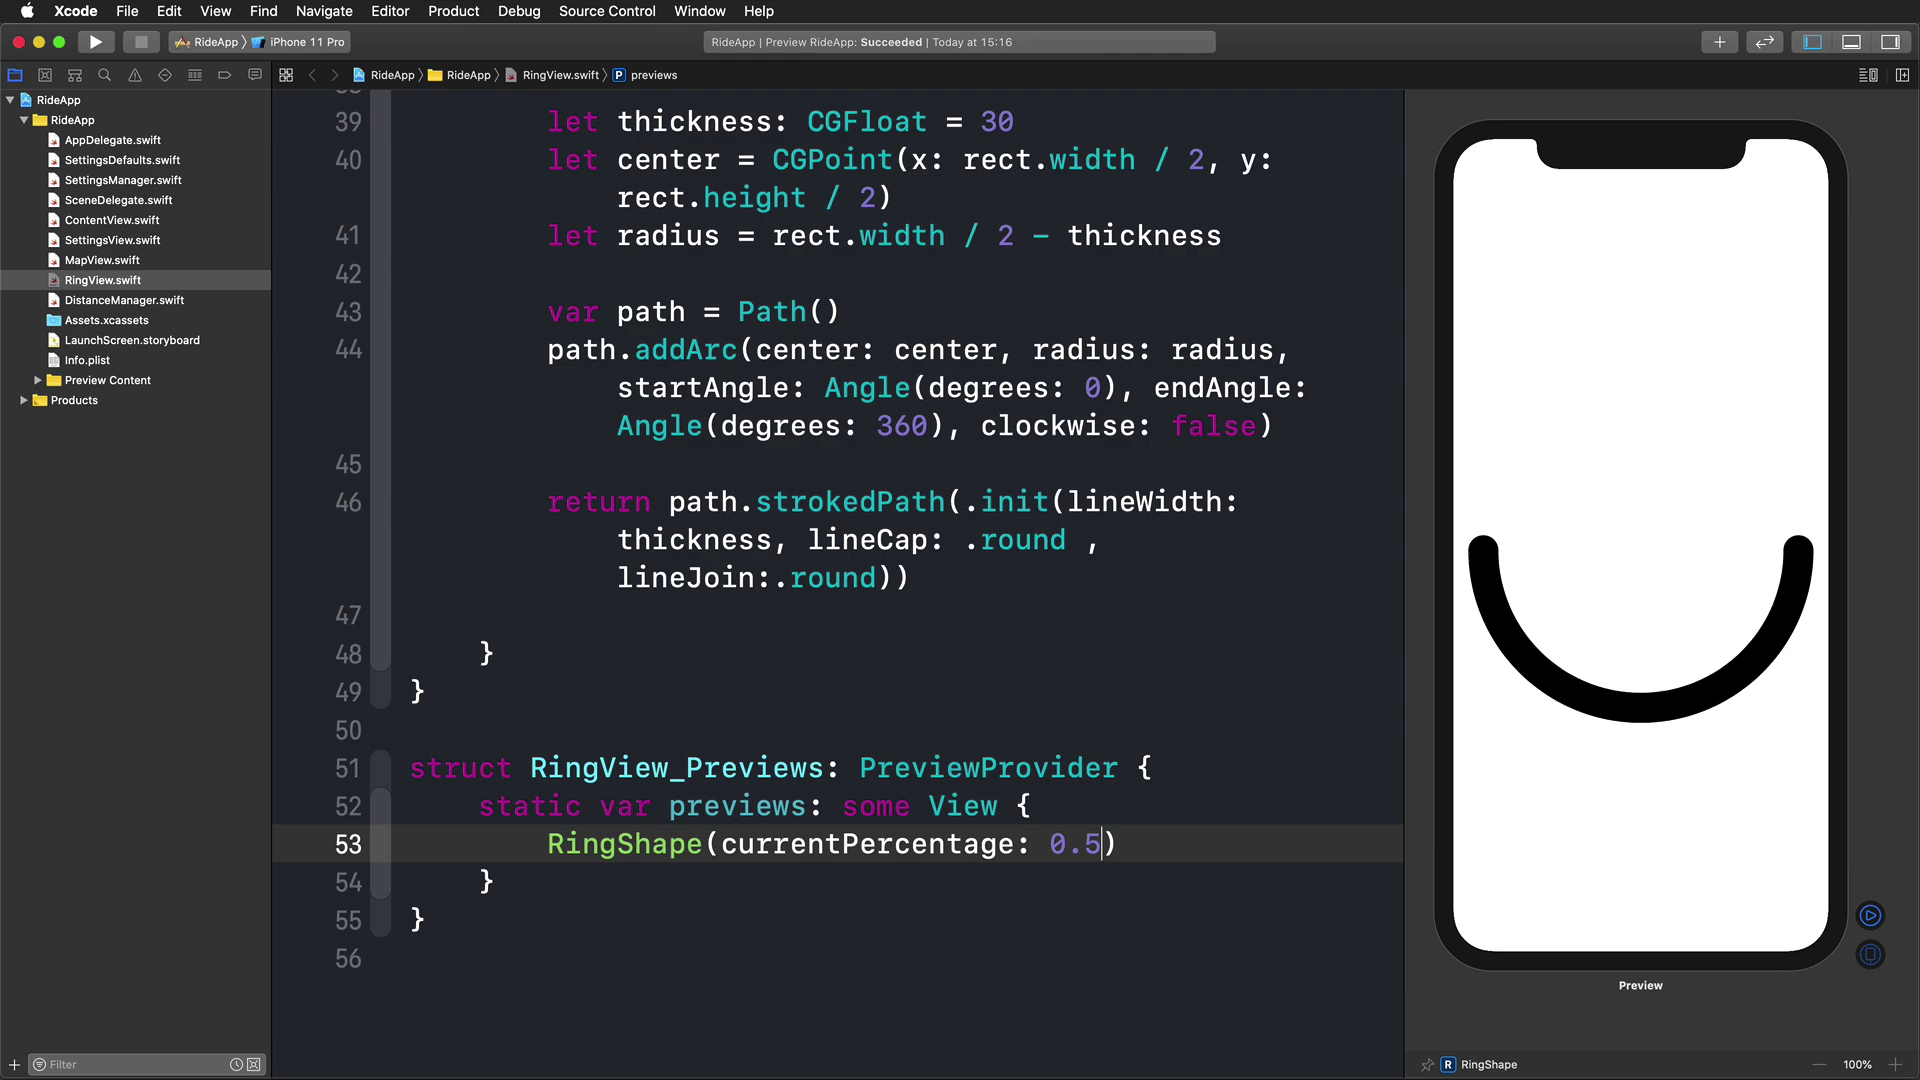 Xcode File Edit View Find Navigate Editor Product Debug Source Control Window Help
RideApp iPhone 11 Pro
RideApp | Preview RideApp: Succeeded | Today at 15:16
RideApp RideApp RingView.swift P previews
RideApp
RideApp
AppDelegate.swift
SettingsDefaults.swift
SettingsManager.swift
SceneDelegate.swift
ContentView.swift
SettingsView.swift
MapView.swift
RingView.swift
DistanceManager.swift
Assets.xcassets
LaunchScreen.storyboard
Info.plist
Preview Content
Products
Filter
38
39 let thickness: CGFloat = 30
40 let center = CGPoint(x: rect.width / 2, y:
rect.height / 2)
41 let radius = rect.width / 2 - thickness
42
43 var path = Path()
44 path.addArc(center: center, radius: radius,
startAngle: Angle(degrees: 0), endAngle:
Angle(degrees: 360), clockwise: false)
45
46 return path.strokedPath(.init(lineWidth:
thickness, lineCap: .round ,
lineJoin:.round))
47
48 }
49 }
50
51 struct RingView_Previews: PreviewProvider {
52 static var previews: some View {
53 RingShape(currentPercentage: 0.5)
54 }
55 }
56
Preview
R RingShape
100%